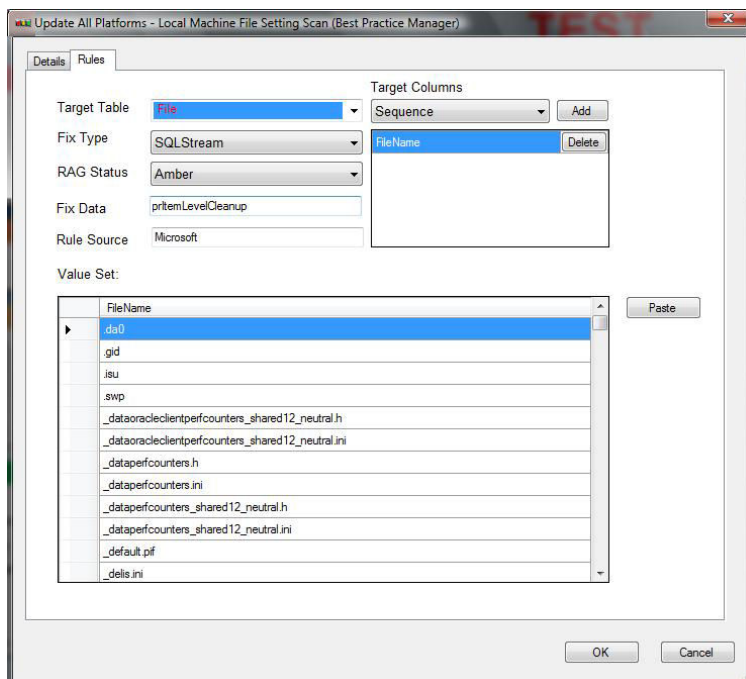 Update All Platforms - Local Machine File Setting Scan (Best Practice Manager)
TEST
Details
Rules
Target Columns
Target Table
File
Sequence
Add
Fix Type
SQLStream
FileName
Delete
RAG Status
Amber
Fix Data
prItemLevelCleanup
Rule Source
Microsoft
Value Set:
FileName
Paste
.da0
.gid
.isu
.swp
_dataoracleclientperfcounters_shared12_neutral.h
_dataoracleclientperfcounters_shared12_neutral.ini
_dataperfcounters.h
_dataperfcounters.ini
_dataperfcounters_shared12_neutral.h
_dataperfcounters_shared12_neutral.ini
_default.pif
_delis.ini
OK
Cancel